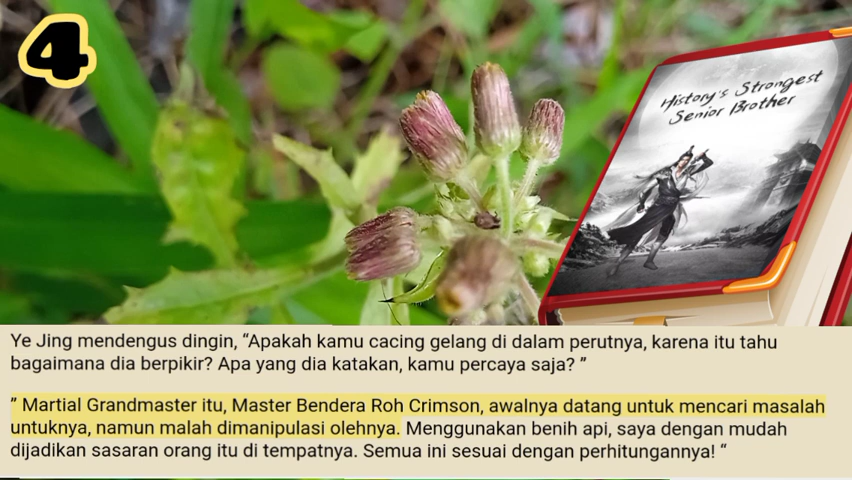 4
History's Strongest
Senior Brother
Ye Jing mendengus dingin, “Apakah kamu cacing gelang di dalam perutnya, karena itu tahu
bagaimana dia berpikir? Apa yang dia katakan, kamu percaya saja? ”
” Martial Grandmaster itu, Master Bendera Roh Crimson, awalnya datang untuk mencari masalah
untuknya, namun malah dimanipulasi olehnya. Menggunakan benih api, saya dengan mudah
dijadikan sasaran orang itu di tempatnya. Semua ini sesuai dengan perhitungannya! “